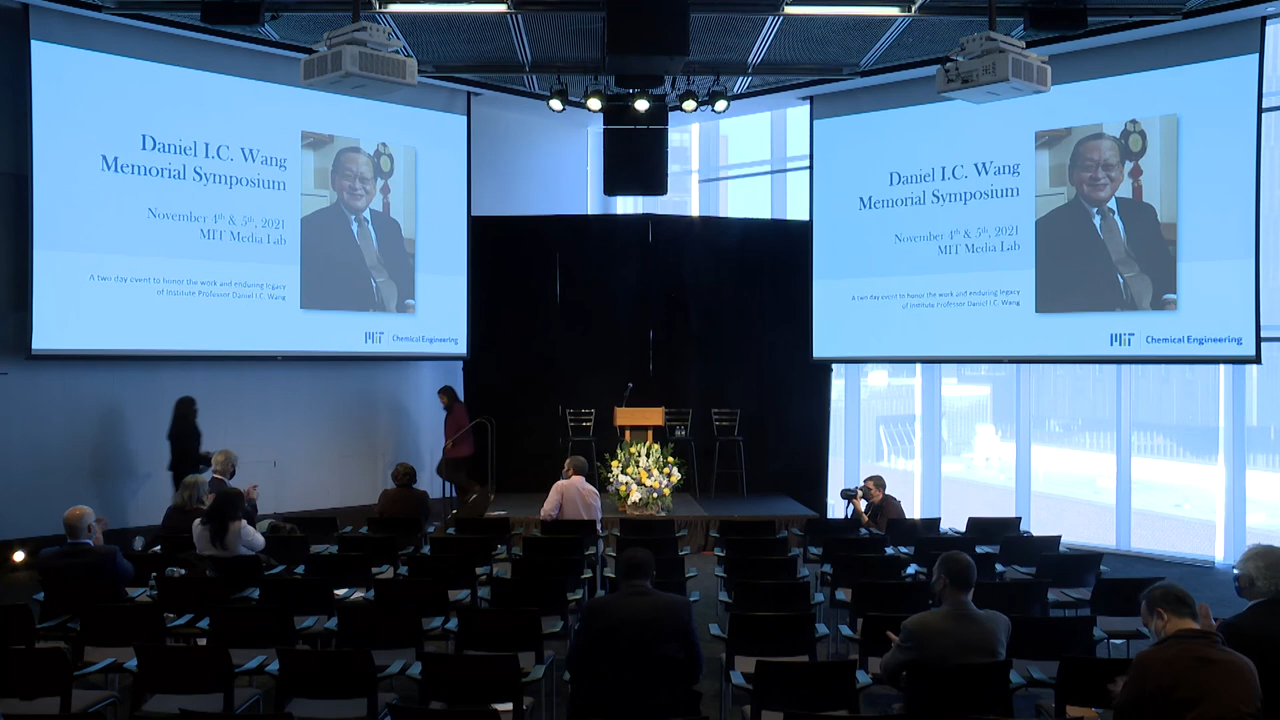 Daniel I.C. Wang
Memorial Symposium
November 4th & 5th, 2021
MIT Media Lab
A two day event to honor the work and enduring legacy
of Institute Professor Daniel I.C. Wang
MIT Chemical Engineering
Daniel I.C. Wang
Memorial Symposium
November 4th & 5th, 2021
MIT Media Lab
A two day event to honor the work and enduring legacy
of Institute Professor Daniel I.C. Wang
MIT Chemical Engineering